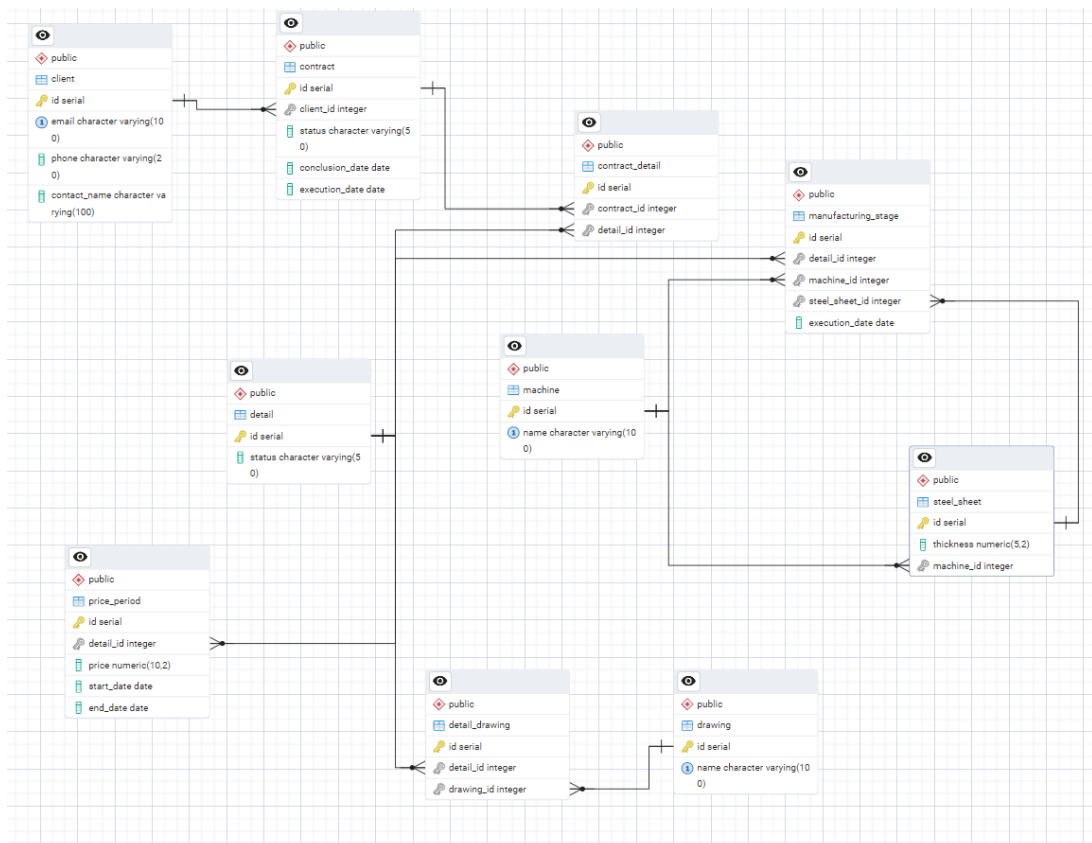 public
client
id serial
email character varying(10
0)
phone character varying(2
0)
contact_name character va
rying(100)
public
contract
id serial
client_id integer
status character varying(5
0)
conclusion_date date
execution_date date
public
contract_detail
id serial
contract_id integer
detail_id integer
public
manufacturing_stage
id serial
detail_id integer
machine_id integer
steel_sheet_id integer
execution_date date
public
machine
id serial
name character varying(10
0)
public
detail
id serial
status character varying(5
0)
public
steel_sheet
id serial
thickness numeric(5,2)
machine_id integer
public
price_period
id serial
detail_id integer
price numeric(10,2)
start_date date
end_date date
public
detail_drawing
id serial
detail_id integer
drawing_id integer
public
drawing
id serial
name character varying(10
0)